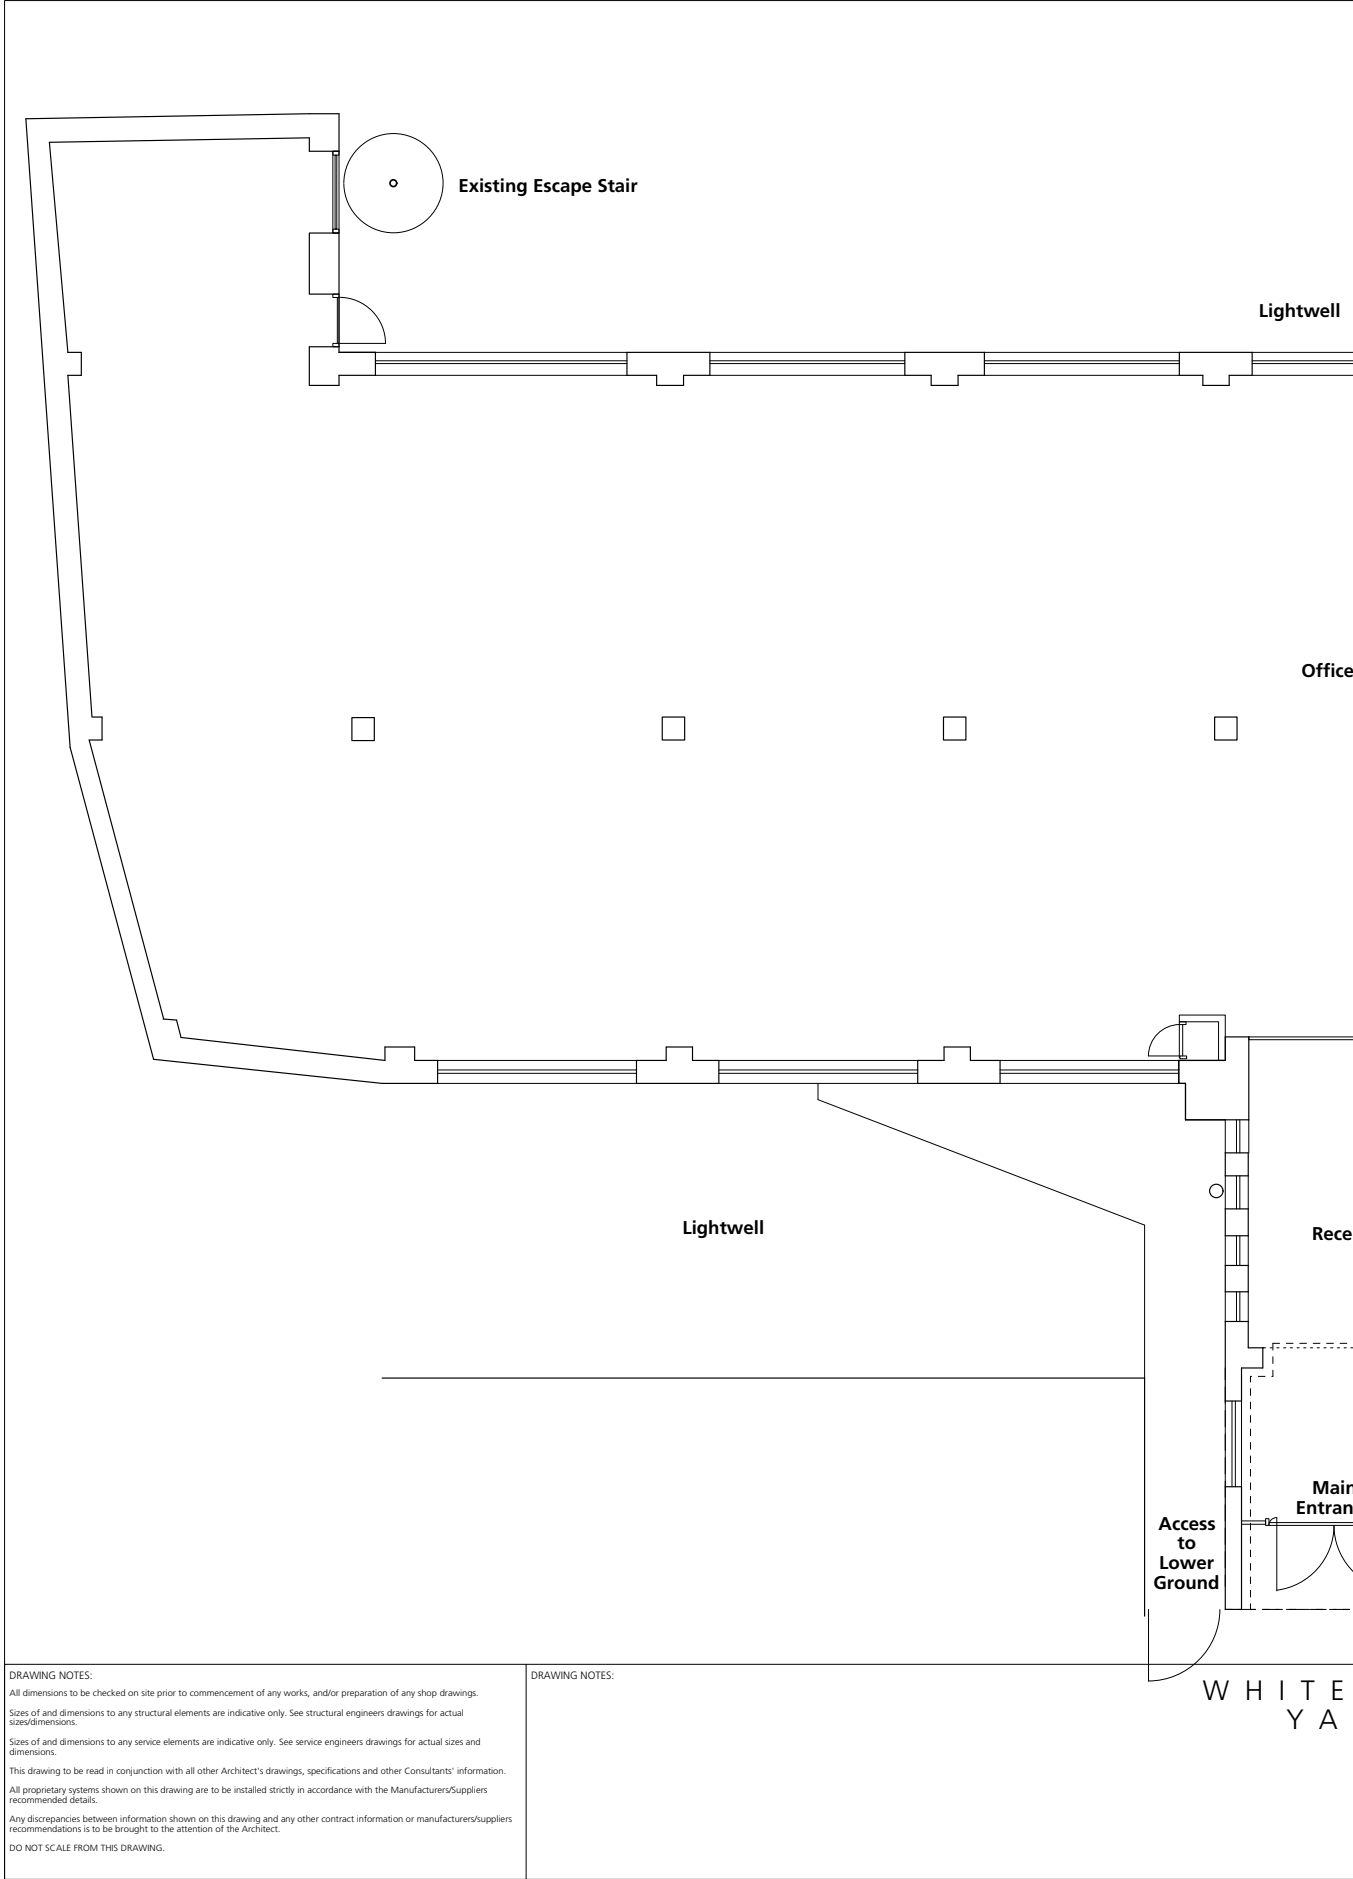 Existing Escape Stair
Lightwell
Office
Lightwell
Rece
Main
Entran
Access
to
Lower
Ground
DRAWING NOTES:
All dimensions to be checked on site prior to commencement of any works, and/or preparation of any shop drawings.
Sizes of and dimensions to any structural elements are indicative only. See structural engineers drawings for actual
sizes/dimensions.
Sizes of and dimensions to any service elements are indicative only. See service engineers drawings for actual sizes and
dimensions.
This drawing to be read in conjunction with all other Architect's drawings, specifications and other Consultants' information.
All proprietary systems shown on this drawing are to be installed strictly in accordance with the Manufacturers/Suppliers
recommended details.
Any discrepancies between information shown on this drawing and any other contract information or manufacturers/suppliers
recommendations is to be brought to the attention of the Architect.
DO NOT SCALE FROM THIS DRAWING.
DRAWING NOTES:
WHITE
YA